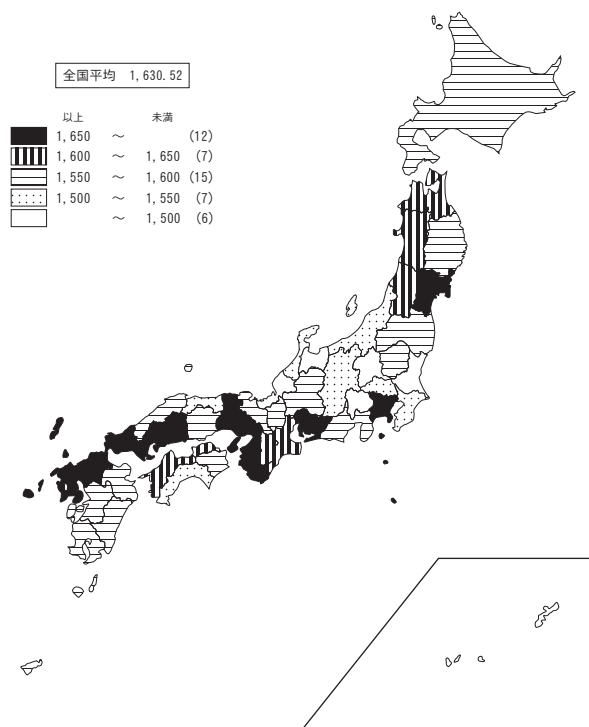 全国平均 1,630.52
以上 未満
1,650 ～ (12)
1,600 ～ 1,650 (7)
1,550 ～ 1,600 (15)
1,500 ～ 1,550 (7)
～ 1,500 (6)